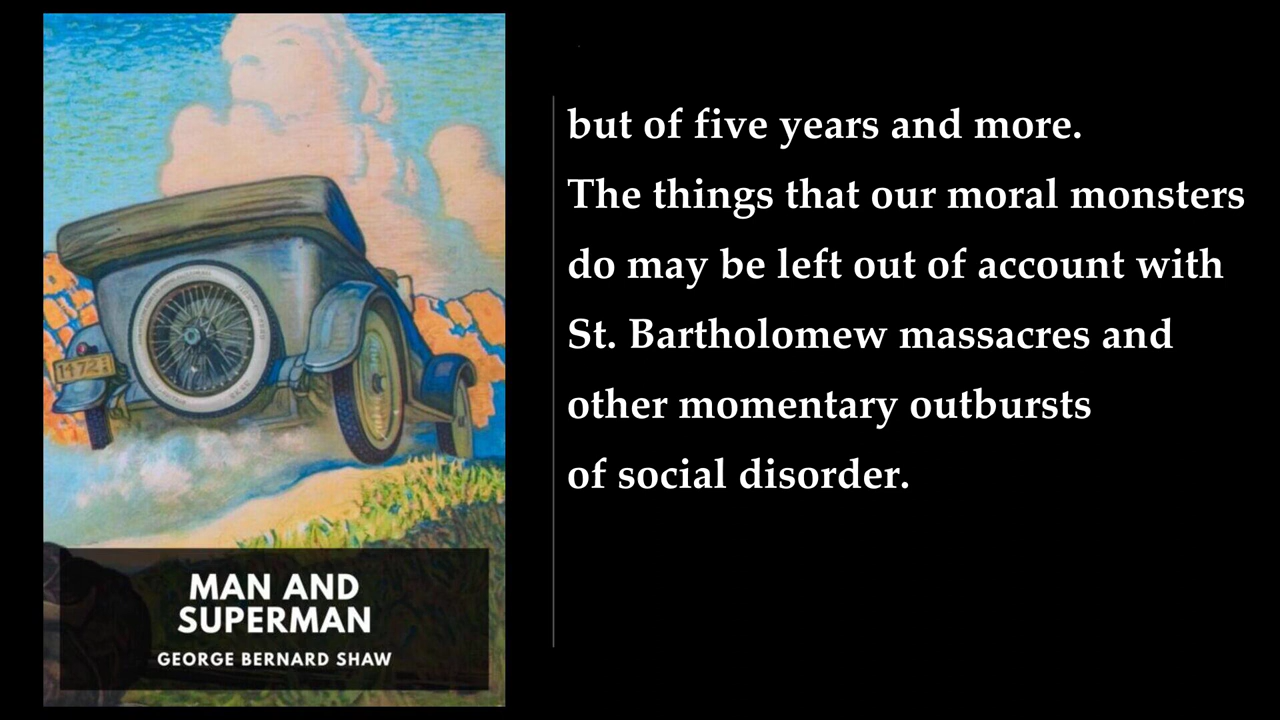 1472
MAN AND
SUPERMAN
GEORGE BERNARD SHAW
but of five years and more.
The things that our moral monsters
do may be left out of account with
St. Bartholomew massacres and
other momentary outbursts
of social disorder.